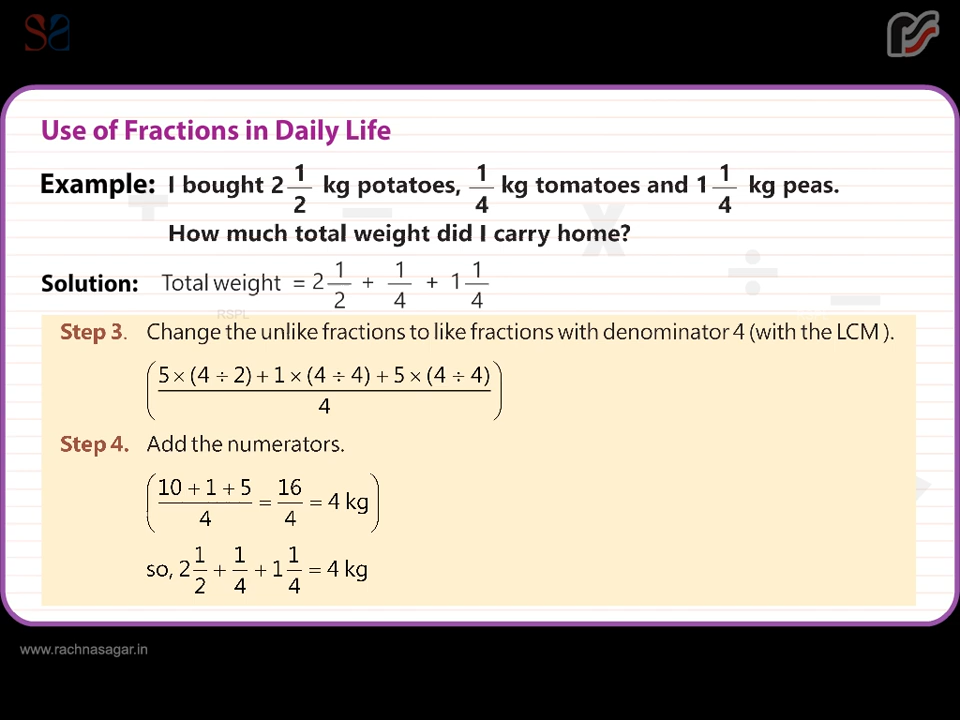 Use of Fractions in Daily Life
Example: I bought 2 1/2 kg potatoes, 1/4 kg tomatoes and 1 1/4 kg peas.
How much total weight did I carry home?
Solution: Total weight = 2 1/2 + 1/4 + 1 1/4
RSPL
Step 3. Change the unlike fractions to like fractions with denominator 4 (with the LCM ).
( 5 × (4 ÷ 2) + 1 × (4 ÷ 4) + 5 × (4 ÷ 4) / 4 )
Step 4. Add the numerators.
( 10 + 1 + 5 / 4 = 16/4 = 4 kg )
so, 2 1/2 + 1/4 + 1 1/4 = 4 kg
www.rachnasagar.in